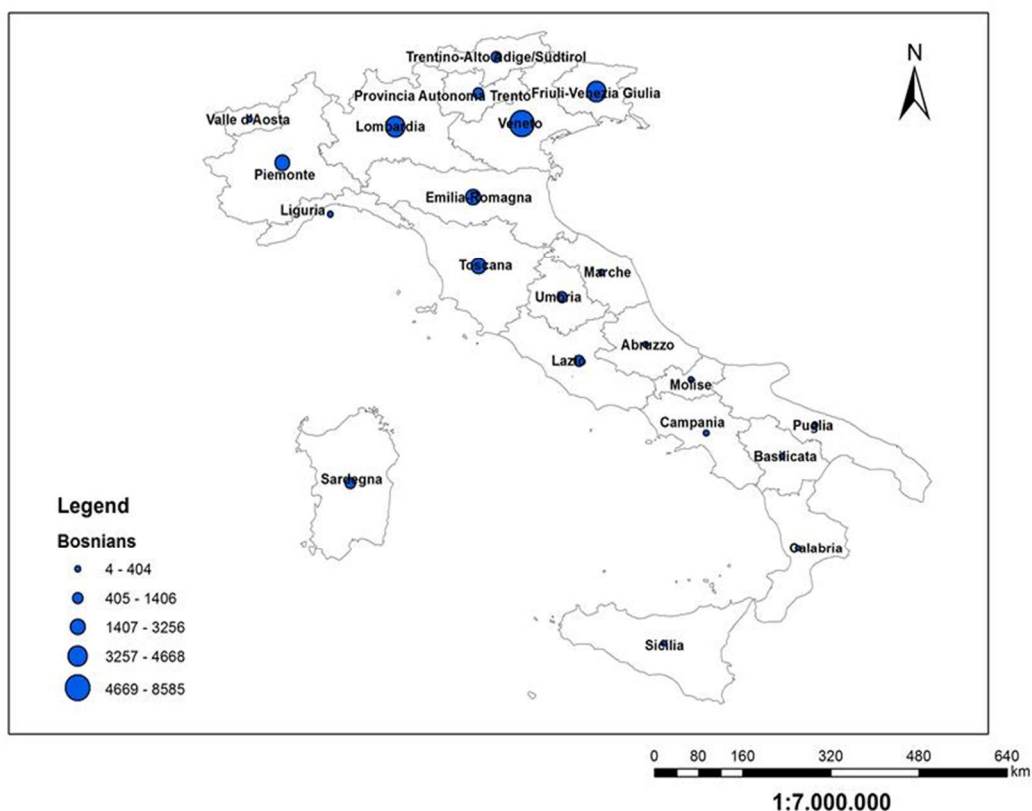 N
Trentino-Alto Adige/Südtirol
Provincia Autonoma Trento
Friuli-Venezia Giulia
Valle d'Aosta
Lombardia
Veneto
Piemonte
Emilia-Romagna
Liguria
Toscana
Marche
Umbria
Abruzzo
Lazio
Molise
Campania
Puglia
Basilicata
Sardegna
Calabria
Sicilia
Legend
Bosnians
4 - 404
405 - 1406
1407 - 3256
3257 - 4668
4669 - 8585
0 80 160 320 480 640
km
1:7.000.000